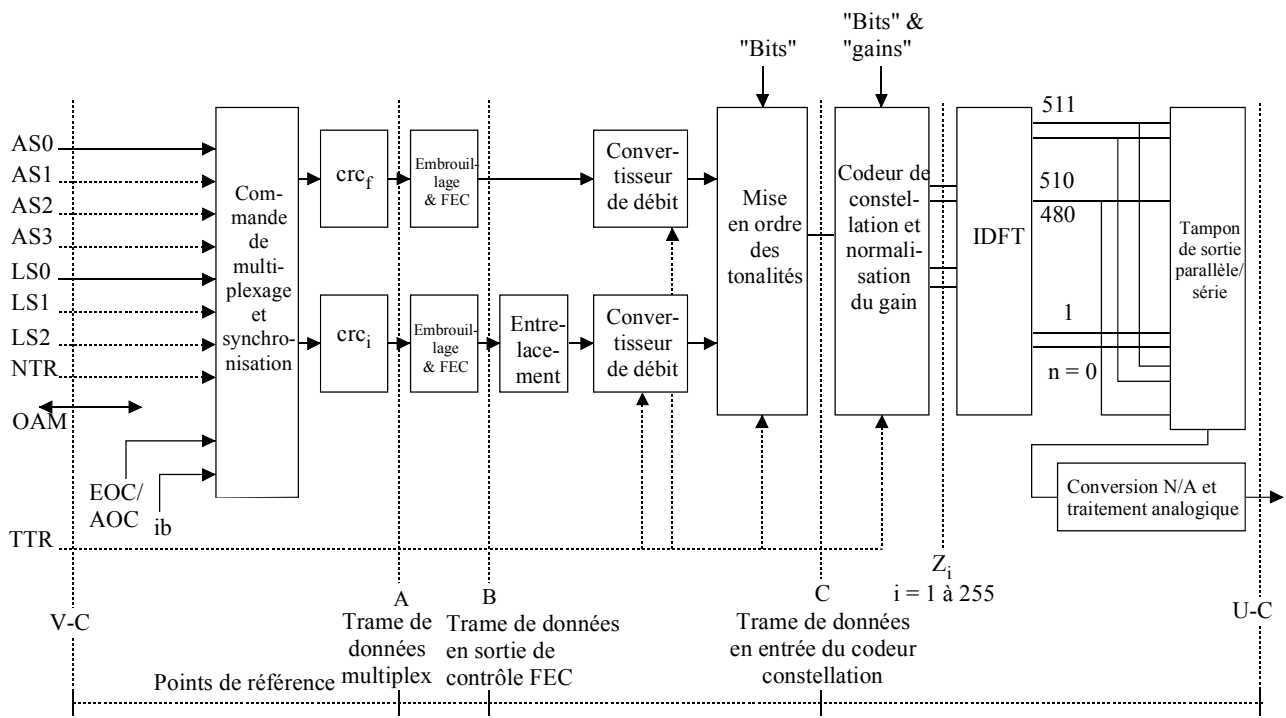 "Bits"
"Bits" &
"gains"
AS0
AS1
AS2
AS3
LS0
LS1
LS2
NTR
OAM
EOC/
AOC
ib
TTR
Com-
mande
de
multi-
plexage
et
synchro-
nisation
crcf
crci
Embrouil-
lage
& FEC
Embrouil-
lage
& FEC
Entre-
lace-
ment
Conver-
tisseur
de débit
Conver-
tisseur
de débit
Mise
en ordre
des
tonalités
Codeur de
constel-
lation et
normali-
sation
du gain
IDFT
511
510
480
1
n = 0
Tampon
de sortie
parallèle/
série
Conversion N/A et
traitement analogique
Zi
i = 1 à 255
V-C
A
Trame de
données
multiplex
B
Trame de données
en sortie de
contrôle FEC
C
Trame de données
en entrée du codeur
constellation
U-C
Points de référence